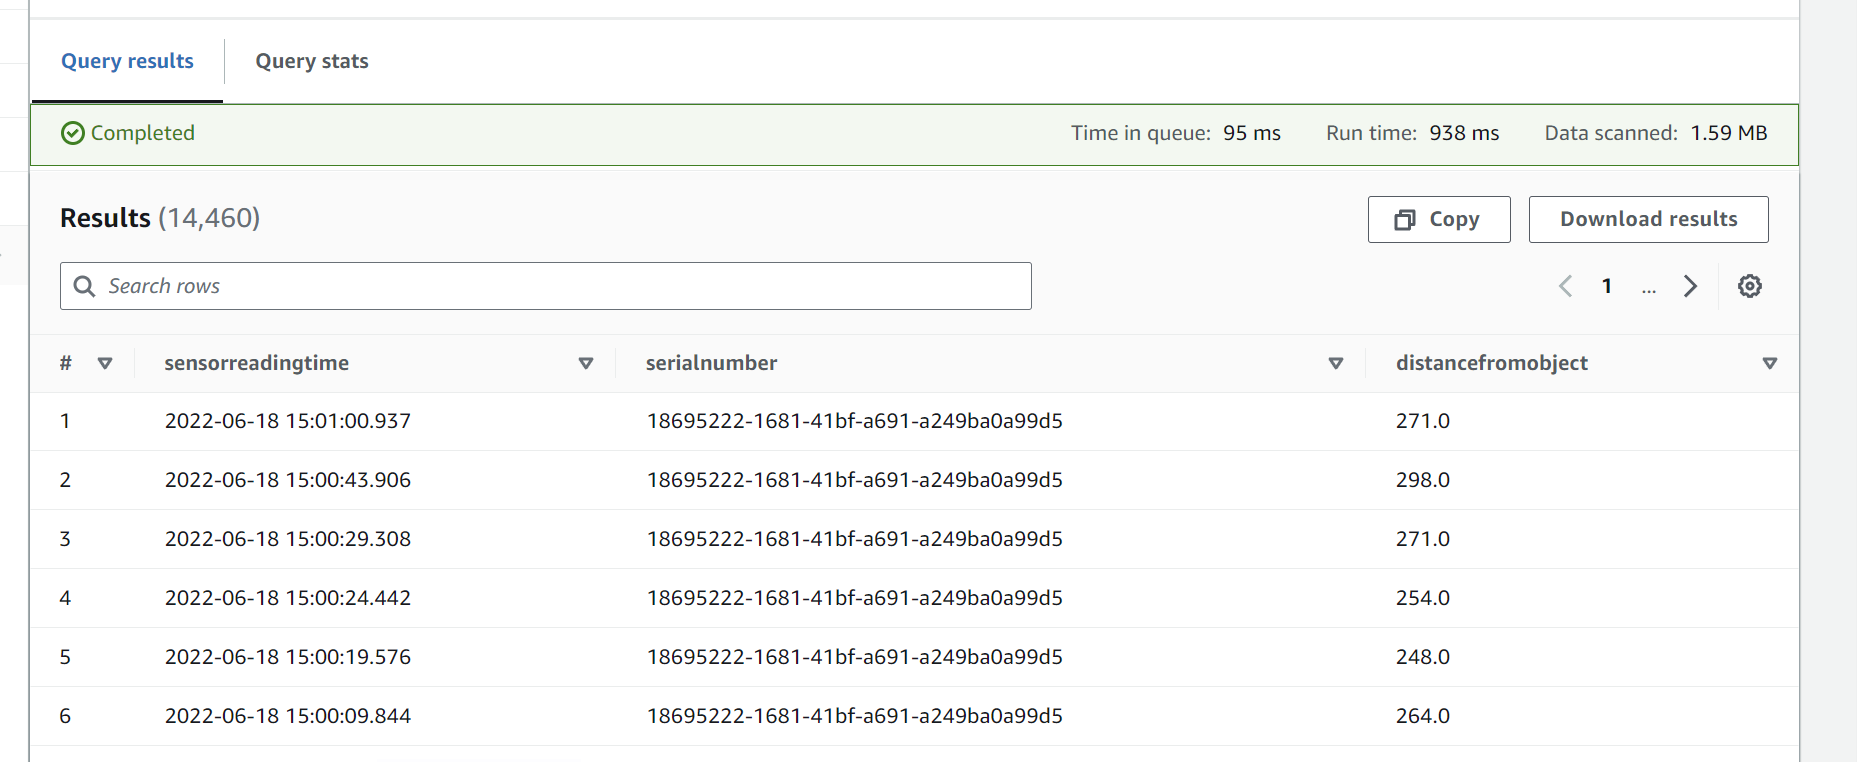 Query results Query stats
Completed Time in queue: 95 ms Run time: 938 ms Data scanned: 1.59 MB
Results (14,460) Copy Download results
Search rows 1 ...
# sensorreadingtime serialnumber distancefromobject
1 2022-06-18 15:01:00.937 18695222-1681-41bf-a691-a249ba0a99d5 271.0
2 2022-06-18 15:00:43.906 18695222-1681-41bf-a691-a249ba0a99d5 298.0
3 2022-06-18 15:00:29.308 18695222-1681-41bf-a691-a249ba0a99d5 271.0
4 2022-06-18 15:00:24.442 18695222-1681-41bf-a691-a249ba0a99d5 254.0
5 2022-06-18 15:00:19.576 18695222-1681-41bf-a691-a249ba0a99d5 248.0
6 2022-06-18 15:00:09.844 18695222-1681-41bf-a691-a249ba0a99d5 264.0